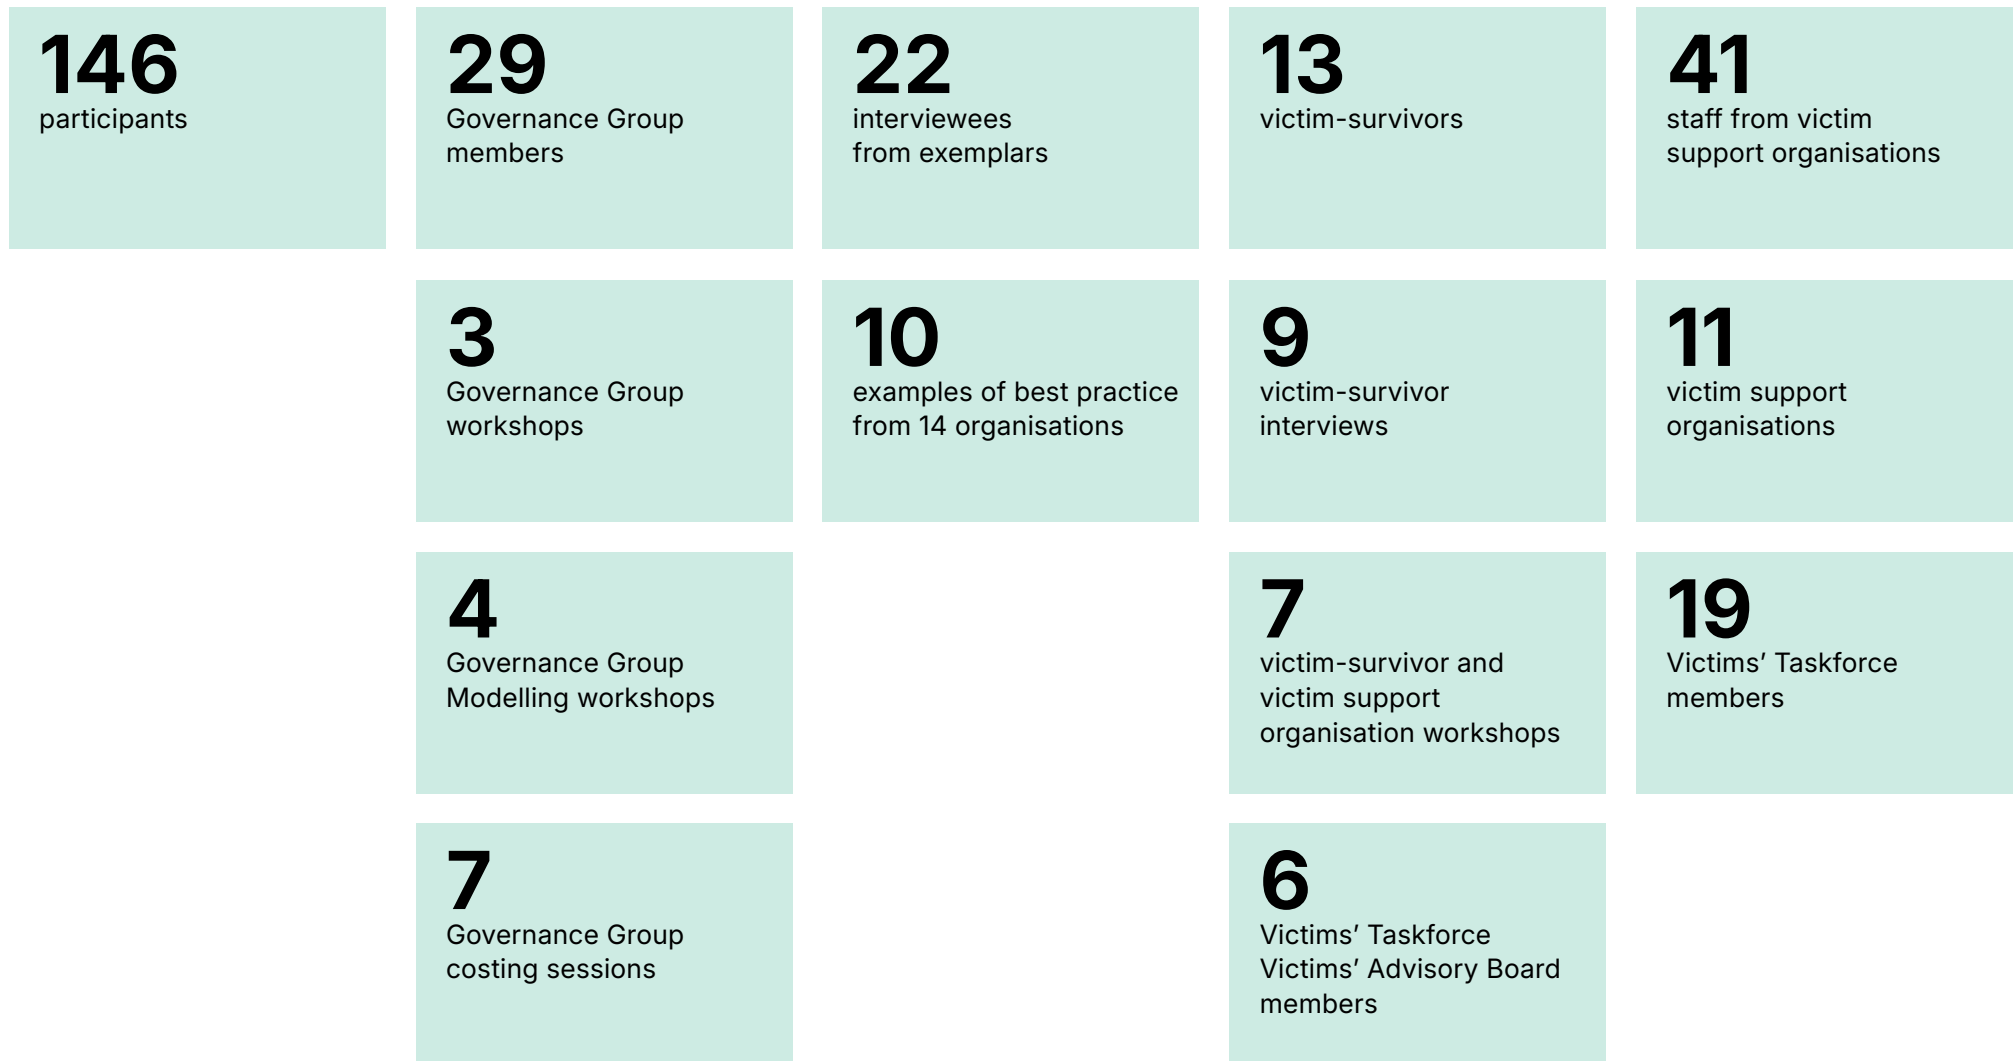 146
participants
29
Governance Group
members
22
interviewees
from exemplars
13
victim-survivors
41
staff from victim
support organisations
3
Governance Group
workshops
10
examples of best practice
from 14 organisations
9
victim-survivor
interviews
11
victim support
organisations
4
Governance Group
Modelling workshops
7
victim-survivor and
victim support
organisation workshops
19
Victims’ Taskforce
members
7
Governance Group
costing sessions
6
Victims’ Taskforce
Victims’ Advisory Board
members